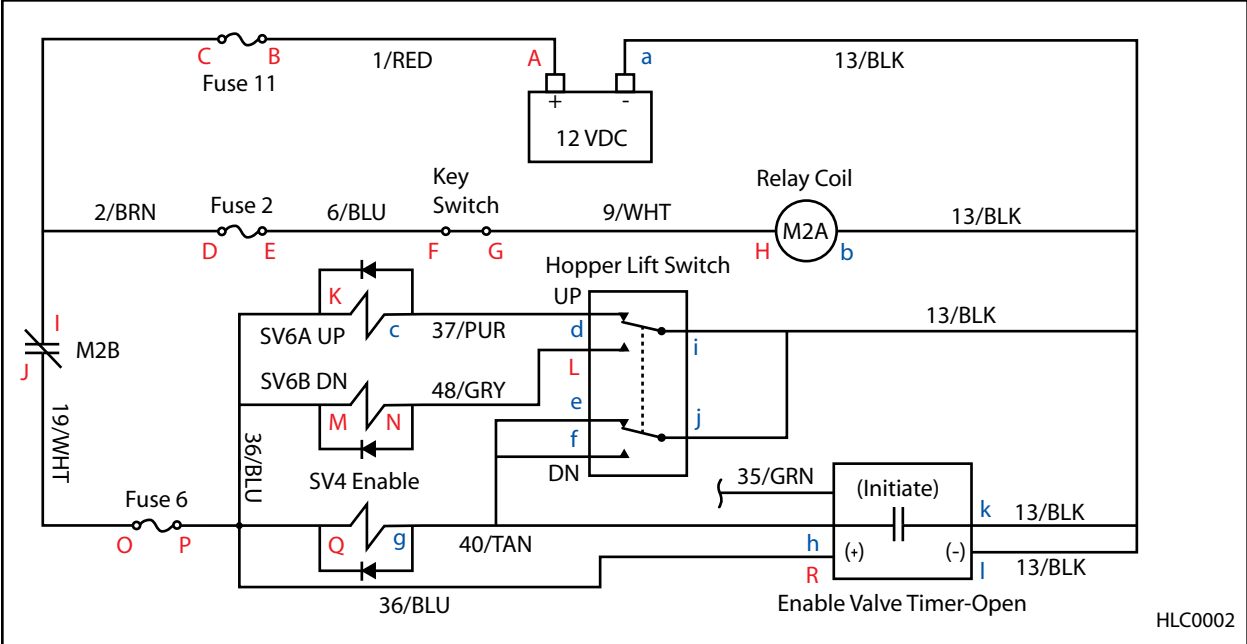 C B 1/RED A a 13/BLK
Fuse 11
+ -
12 VDC
Key Switch
Relay Coil
2/BRN Fuse 2 6/BLU 9/WHT 13/BLK
M2A
D E F G H b
Hopper Lift Switch
K UP
I SV6A UP c 37/PUR d 13/BLK
M2B i
J L
SV6B DN 48/GRY
e
M N j
f
19/WHT
36/BLU
SV4 Enable DN
35/GRN (Initiate)
Fuse 6
k 13/BLK
O P Q g 40/TAN h (+) (-)
R l 13/BLK
36/BLU Enable Valve Timer-Open
HLC0002